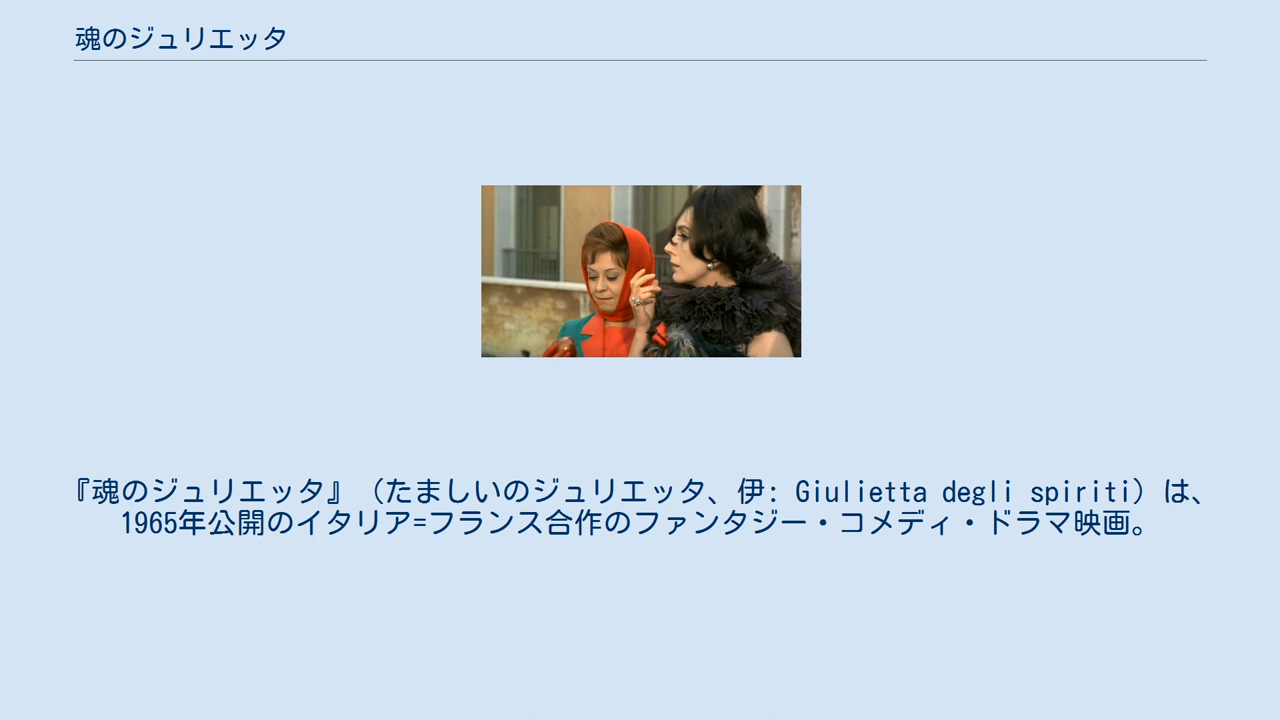 魂のジュリエッタ
『魂のジュリエッタ』（たましいのジュリエッタ、伊: Giulietta degli spiriti）は、
1965年公開のイタリア=フランス合作のファンタジー・コメディ・ドラマ映画。